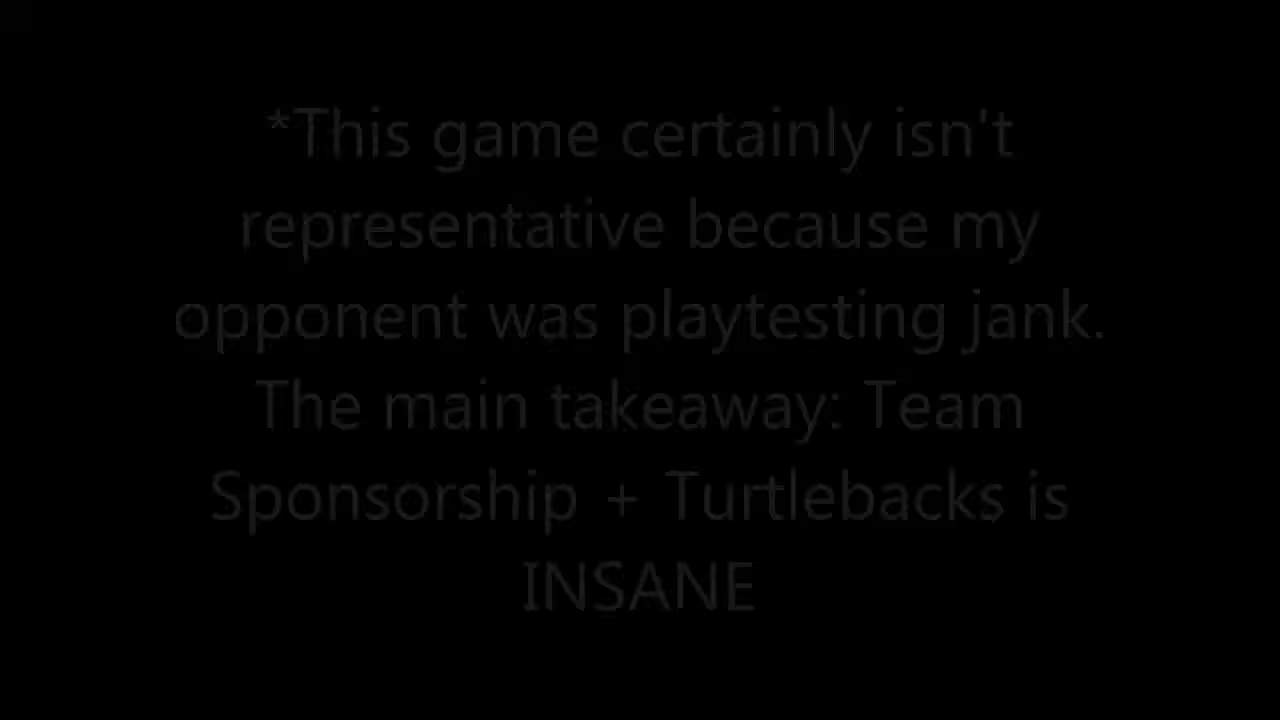 *This game certainly isn't
representative because my
opponent was playtesting jank.
The main takeaway: Team
Sponsorship + Turtlebacks is
INSANE